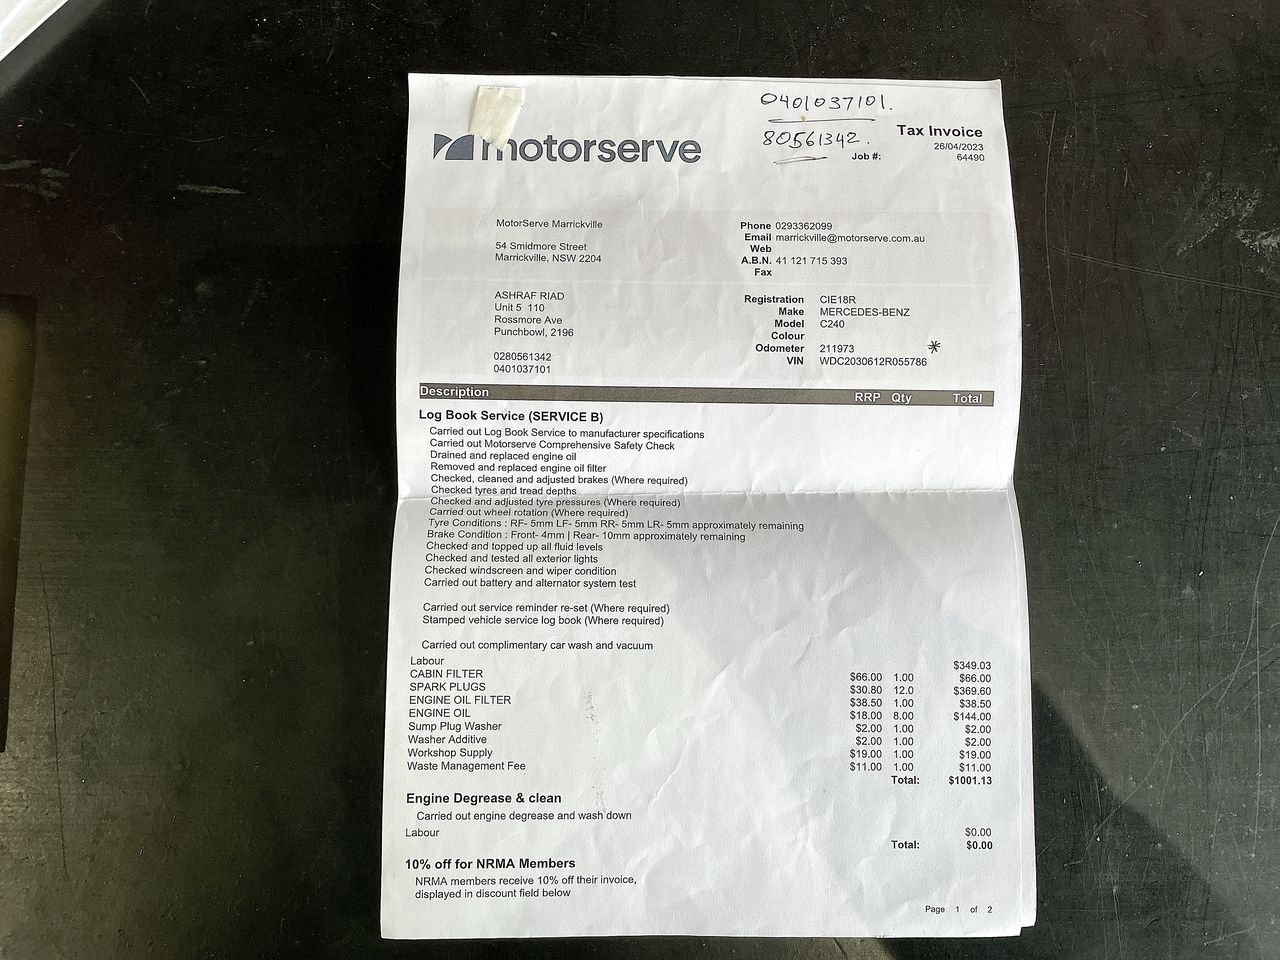 0401037101.
80561342.
motorserve
Tax Invoice
26/04/2023
Job #: 64490
MotorServe Marrickville
54 Smidmore Street
Marrickville, NSW 2204
Phone 0293362099
Email marrickville@motorserve.com.au
Web
A.B.N. 41 121 715 393
Fax
ASHRAF RIAD
Unit 5 110
Rossmore Ave
Punchbowl, 2196
0280561342
0401037101
Registration CIE18R
Make MERCEDES-BENZ
Model C240
Colour
Odometer 211973 *
VIN WDC2030612R055786
Description RRP Qty Total
Log Book Service (SERVICE B)
Carried out Log Book Service to manufacturer specifications
Carried out Motorserve Comprehensive Safety Check
Drained and replaced engine oil
Removed and replaced engine oil filter
Checked, cleaned and adjusted brakes (Where required)
Checked tyres and tread depths
Checked and adjusted tyre pressures (Where required)
Carried out wheel rotation (Where required)
Tyre Conditions : RF- 5mm LF- 5mm RR- 5mm LR- 5mm approximately remaining
Brake Condition : Front- 4mm | Rear- 10mm approximately remaining
Checked and topped up all fluid levels
Checked and tested all exterior lights
Checked windscreen and wiper condition
Carried out battery and alternator system test
Carried out service reminder re-set (Where required)
Stamped vehicle service log book (Where required)
Carried out complimentary car wash and vacuum
Labour $349.03
CABIN FILTER $66.00 1.00 $66.00
SPARK PLUGS $30.80 12.0 $369.60
ENGINE OIL FILTER $38.50 1.00 $38.50
ENGINE OIL $18.00 8.00 $144.00
Sump Plug Washer $2.00 1.00 $2.00
Washer Additive $2.00 1.00 $2.00
Workshop Supply $19.00 1.00 $19.00
Waste Management Fee $11.00 1.00 $11.00
Total: $1001.13
Engine Degrease & clean
Carried out engine degrease and wash down
Labour $0.00
Total: $0.00
10% off for NRMA Members
NRMA members receive 10% off their invoice,
displayed in discount field below
Page 1 of 2